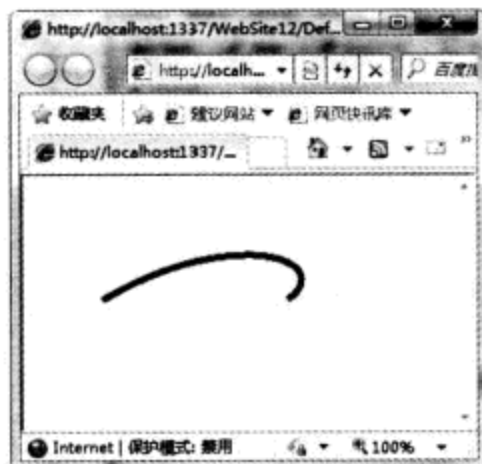 http://localhost:1337/WebSite12/Def...
http://localh...
百度搜
收藏夹
建议网站
网页快讯库
http://localhost:1337/...
Internet | 保护模式: 禁用
100%